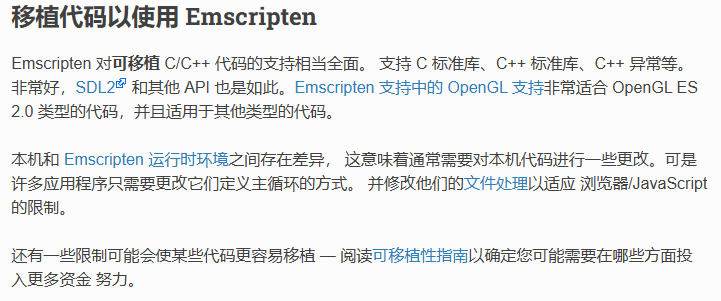 移植代码以使用 Emscripten
Emscripten 对可移植 C/C++ 代码的支持相当全面。 支持 C 标准库、C++ 标准库、C++ 异常等。
非常好，SDL2 和其他 API 也是如此。Emscripten 支持中的 OpenGL 支持非常适合 OpenGL ES
2.0 类型的代码，并且适用于其他类型的代码。
本机和 Emscripten 运行时环境之间存在差异， 这意味着通常需要对本机代码进行一些更改。可是
许多应用程序只需要更改它们定义主循环的方式。 并修改他们的文件处理以适应 浏览器/JavaScript
的限制。
还有一些限制可能会使某些代码更容易移植 — 阅读可移植性指南以确定您可能需要在哪些方面投
入更多资金 努力。